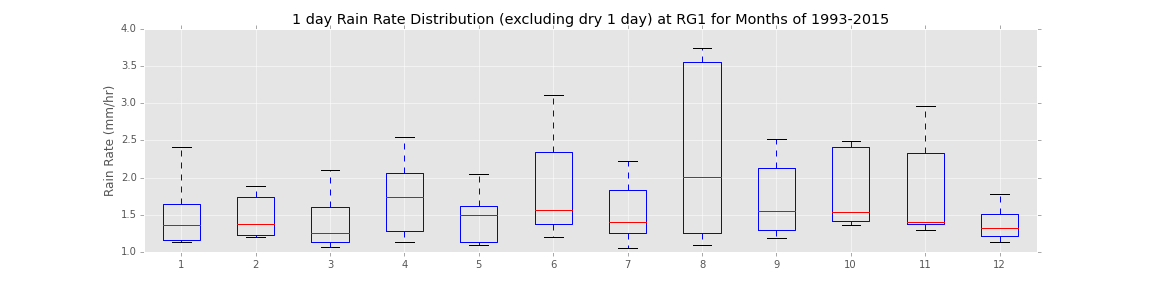 1 day Rain Rate Distribution (excluding dry 1 day) at RG1 for Months of 1993-2015
Rain Rate (mm/hr)
4.0
3.5
3.0
2.5
2.0
1.5
1.0
1 2 3 4 5 6 7 8 9 10 11 12